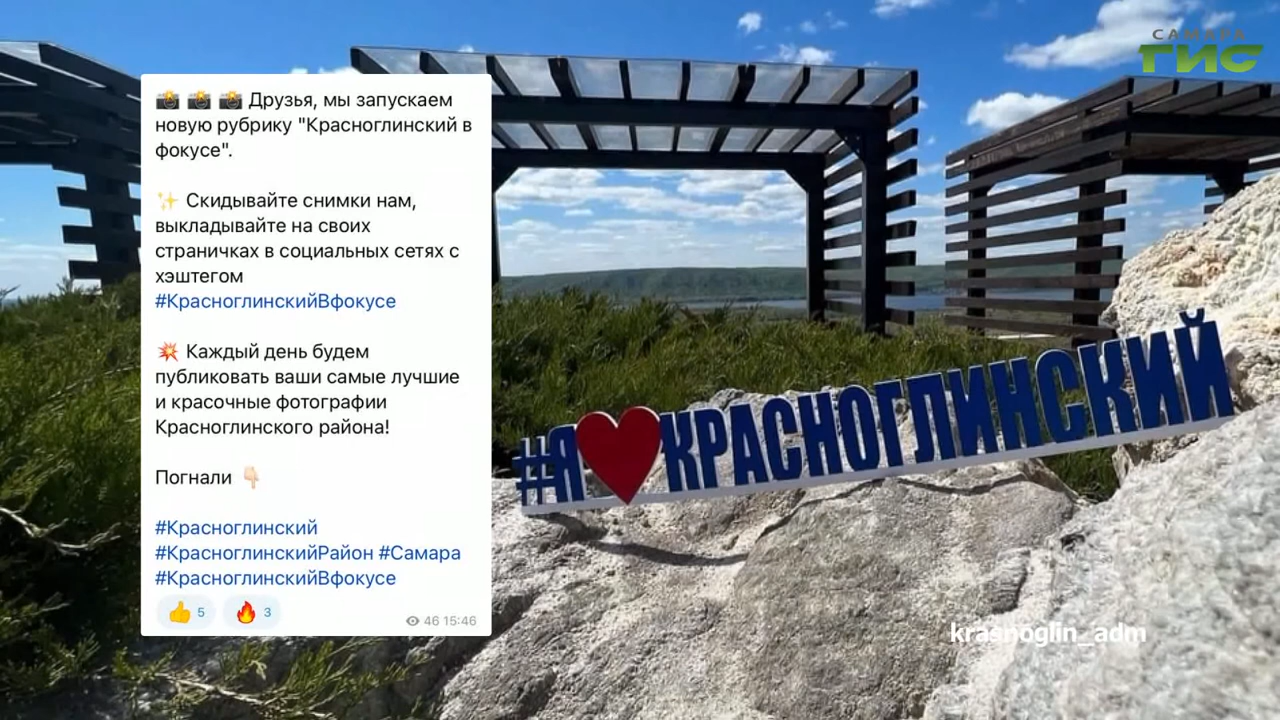 САМАРА
ГИС
📸 📸 📸 Друзья, мы запускаем
новую рубрику "Красноглинский в
фокусе".
✨ Скидывайте снимки нам,
выкладывайте на своих
страничках в социальных сетях с
хэштегом
#КрасноглинскийВфокусе
💥 Каждый день будем
публиковать ваши самые лучшие
и красочные фотографии
Красноглинского района!
Погнали 👇🏻
#Красноглинский
#КрасноглинскийРайон #Самара
#КрасноглинскийВфокусе
👍 5 🔥 3
46 15:46
#Я❤КРАСНОГЛИНСКИЙ
krasnoglin_adm